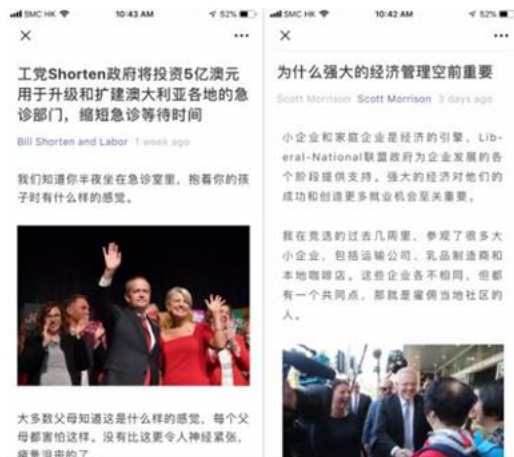 SMC HK 10:43 AM 52%
工党Shorten政府将投资5亿澳元
用于升级和扩建澳大利亚各地的急
诊部门，缩短急诊等待时间
Bill Shorten and Labor 1 week ago
我们知道你半夜坐在急诊室里，抱着你的孩
子时有什么样的感觉。
大多数父母知道这是什么样的感觉，每个父
母都害怕这样。没有比这更令人神经紧张，
SMC HK 10:42 AM 52%
为什么强大的经济管理空前重要
Scott Morrison Scott Morrison 3 days ago
小企业和家庭企业是经济的引擎，Lib-
eral-National联盟政府为企业发展的各
个阶段提供支持。强大的经济对他们的
成功和创造更多就业机会至关重要。
我在竞选的过去几周里，参观了很多大
小企业，包括运输公司、乳品制造商和
本地咖啡店。这些企业各不相同，但都
有一个共同点，那就是雇佣当地社区的
人。